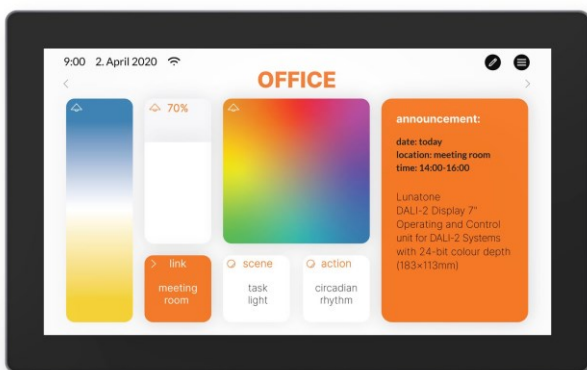 9:00 2. April 2020
OFFICE
70%
link
meeting
room
scene
task
light
action
circadian
rhythm
announcement:
date: today
location: meeting room
time: 14:00-16:00
Lunatone
DALI-2 Display 7"
Operating and Control
unit for DALI-2 Systems
with 24-bit colour depth
(183×113mm)